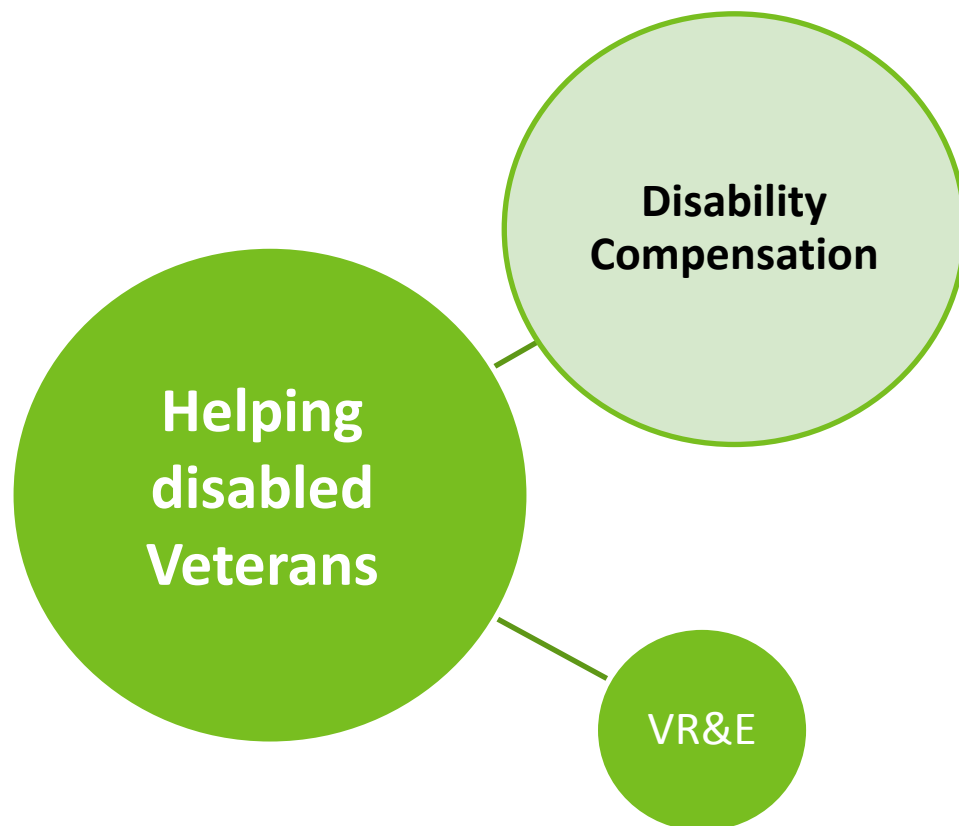 Disability
Compensation
Helping
disabled
Veterans
VR&E